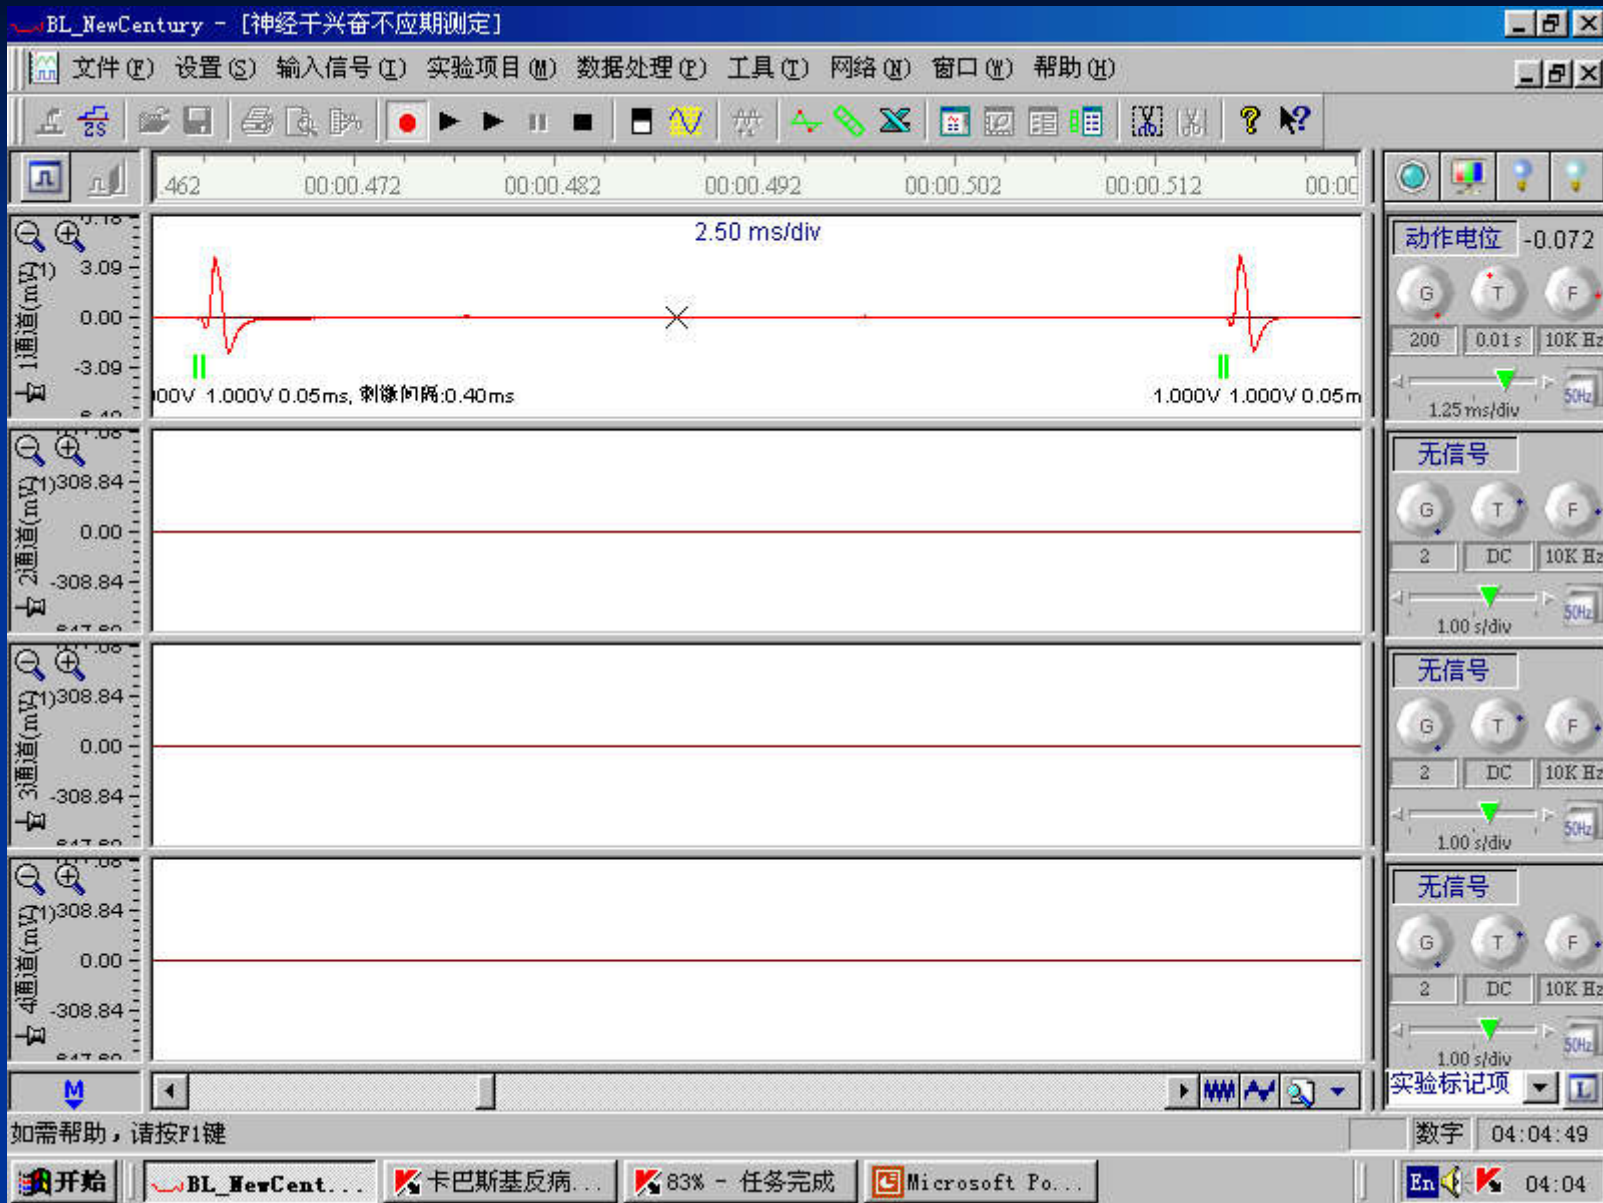 BL_NewCentury - [神经干兴奋不应期测定]
文件(F) 设置(S) 输入信号(I) 实验项目(M) 数据处理(P) 工具(T) 网络(N) 窗口(W) 帮助(H)
2S
.462 00:00.472 00:00.482 00:00.492 00:00.502 00:00.512 00:00
2.50 ms/div
1通道(mV)
3.09
0.00
-3.09
00V 1.000V 0.05ms, 刺激间隔:0.40ms
1.000V 1.000V 0.05m
动作电位 -0.072
G T F
200 0.01 s 10K Hz
50Hz
1.25 ms/div
2通道(mV)
308.84
0.00
-308.84
无信号
G T F
2 DC 10K Hz
50Hz
1.00 s/div
3通道(mV)
308.84
0.00
-308.84
无信号
G T F
2 DC 10K Hz
50Hz
1.00 s/div
4通道(mV)
308.84
0.00
-308.84
无信号
G T F
2 DC 10K Hz
50Hz
1.00 s/div
M
实验标记项 L
如需帮助，请按F1键
数字 04:04:49
开始 BL_NewCent... 卡巴斯基反病... 83% - 任务完成 Microsoft Po... En 04:04